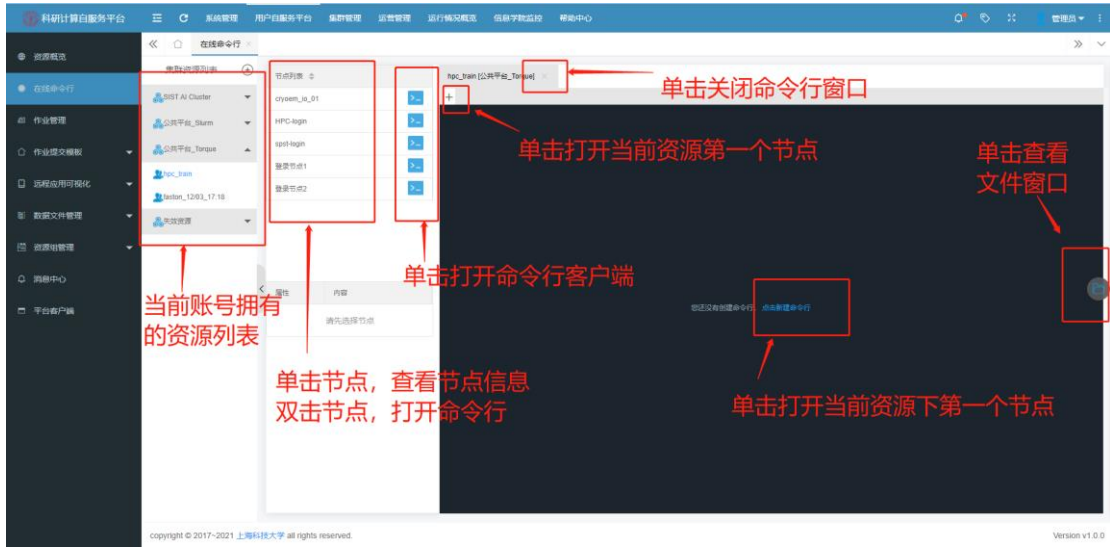 科研计算自服务平台
系统管理 用户自服务平台 集群管理 运营管理 运行情况概览 信息学院监控 帮助中心
管理员
资源概览
在线命令行
作业管理
作业提交模板
远程应用可视化
数据文件管理
资源组管理
消息中心
平台客户端
在线命令行 ×
集群资源列表
SIST AI Cluster
公共平台_Slurm
公共平台_Torque
hpc_train
faston_12/03_17:18
失效资源
当前账号拥有
的资源列表
节点列表
cryoem_io_01
HPC-login
spst-login
登录节点1
登录节点2
属性 内容
请先选择节点
单击打开命令行客户端
单击节点，查看节点信息
双击节点，打开命令行
hpc_train [公共平台_Torque] ×
+
单击关闭命令行窗口
单击打开当前资源第一个节点
单击查看
文件窗口
您还没有创建命令行，点击新建命令行
单击打开当前资源下第一个节点
copyright © 2017~2021 上海科技大学 all rights reserved.
Version v1.0.0